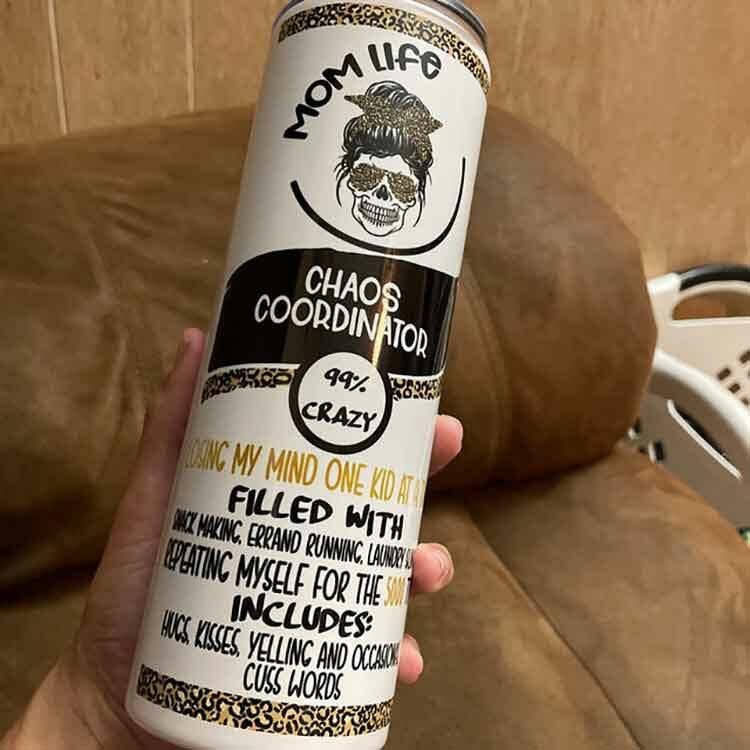 MOM LIFE
CHAOS
COORDINATOR
99%
CRAZY
LOSING MY MIND ONE KID AT A
FILLED WITH
SNACK MAKING, ERRAND RUNNING, LAUNDRY
REPEATING MYSELF FOR THE 5000
INCLUDES:
HUGS, KISSES, YELLING AND OCCASIONAL
CUSS WORDS